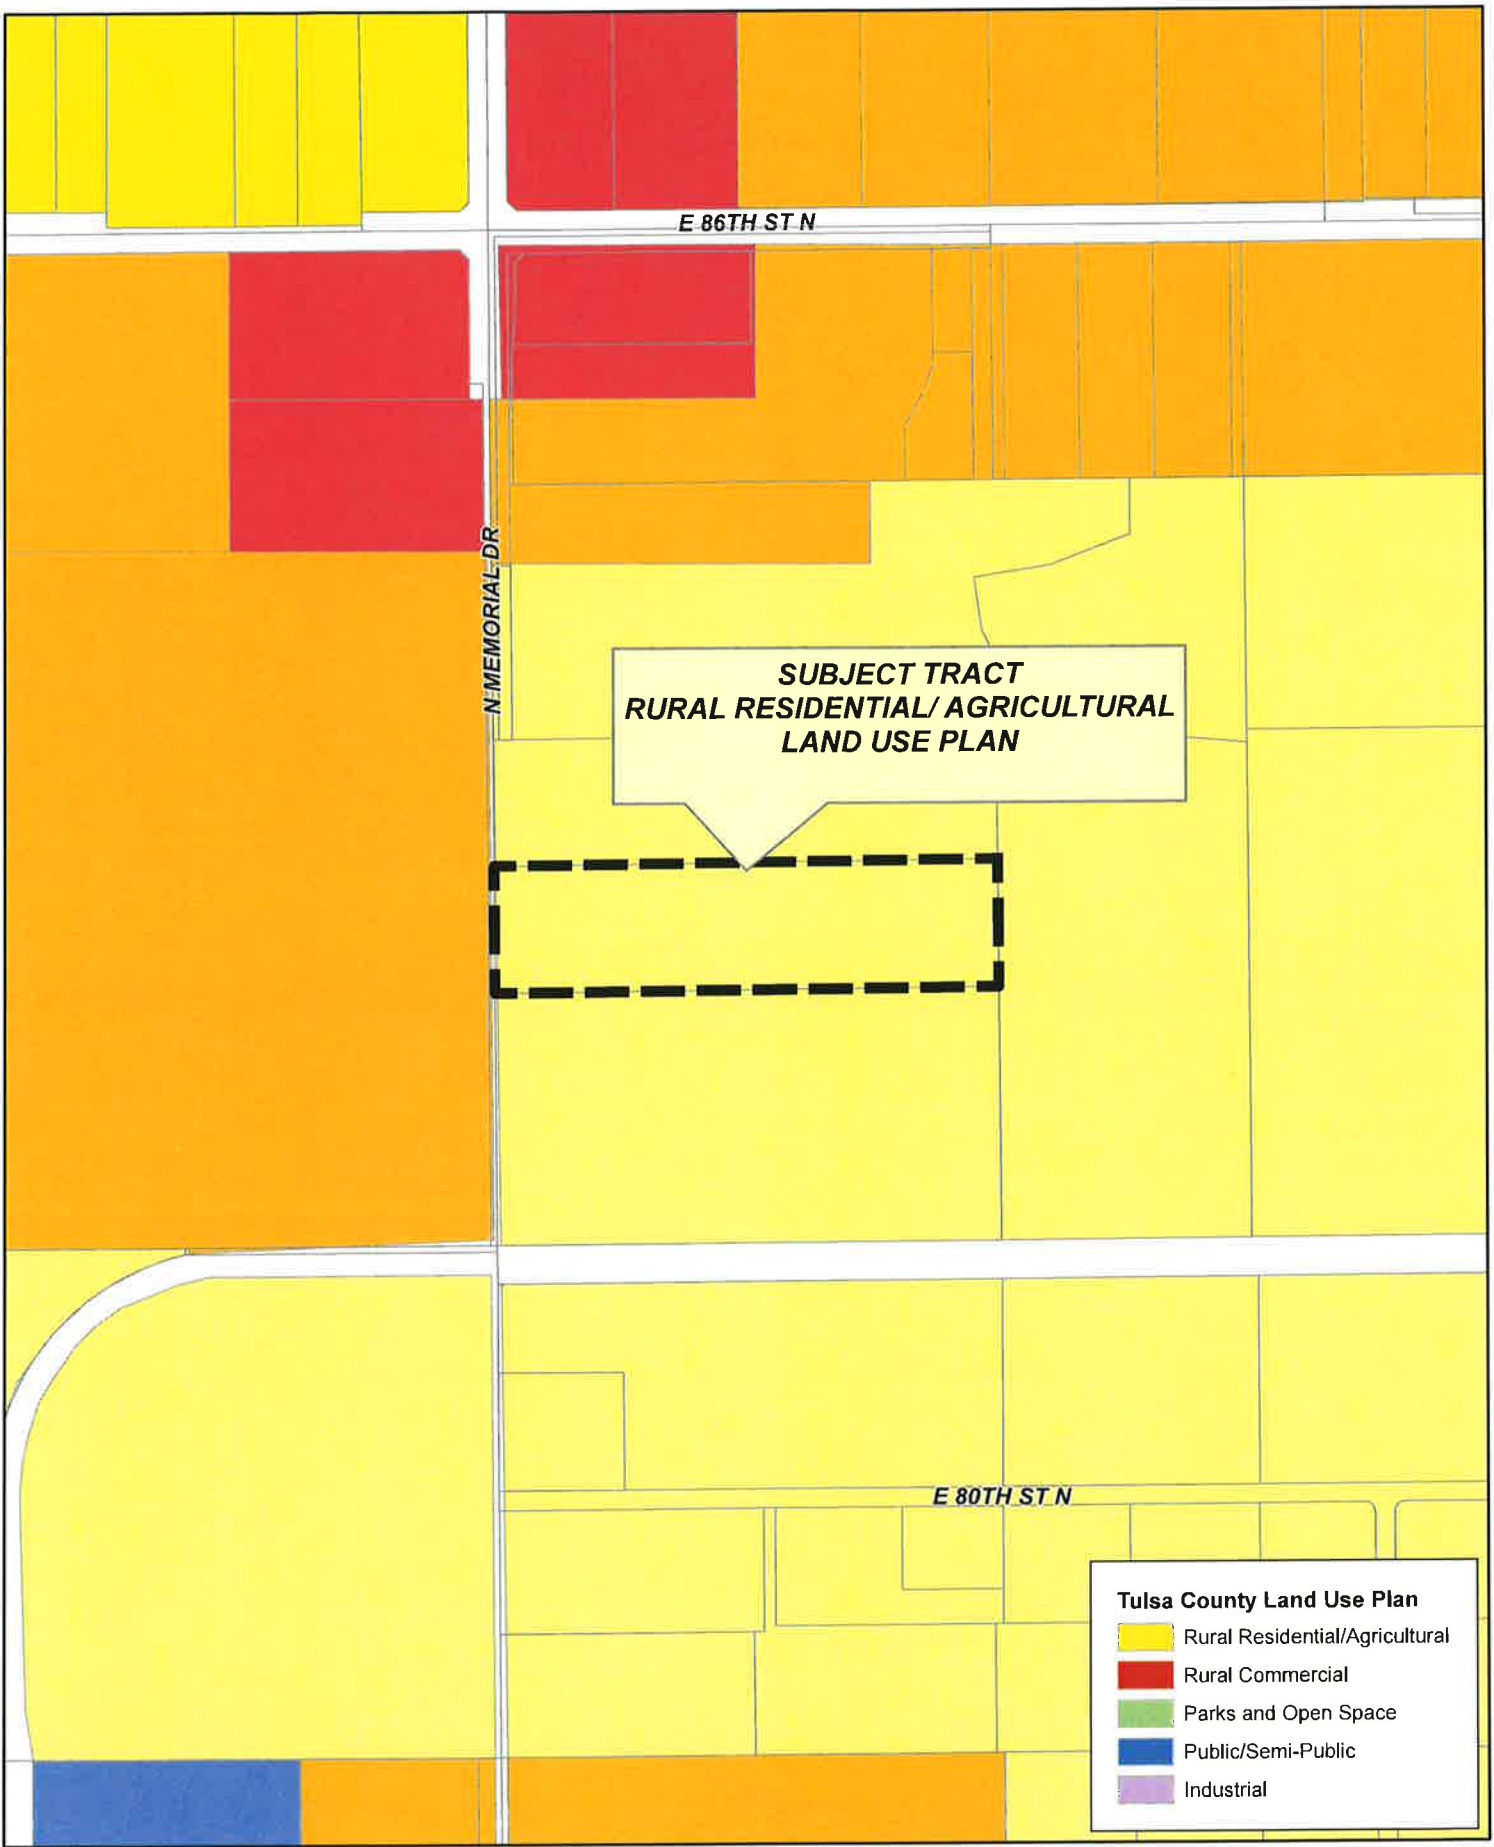 E 86TH ST N
N MEMORIAL DR
SUBJECT TRACT
RURAL RESIDENTIAL/ AGRICULTURAL
LAND USE PLAN
E 80TH ST N
Tulsa County Land Use Plan
Rural Residential/Agricultural
Rural Commercial
Parks and Open Space
Public/Semi-Public
Industrial